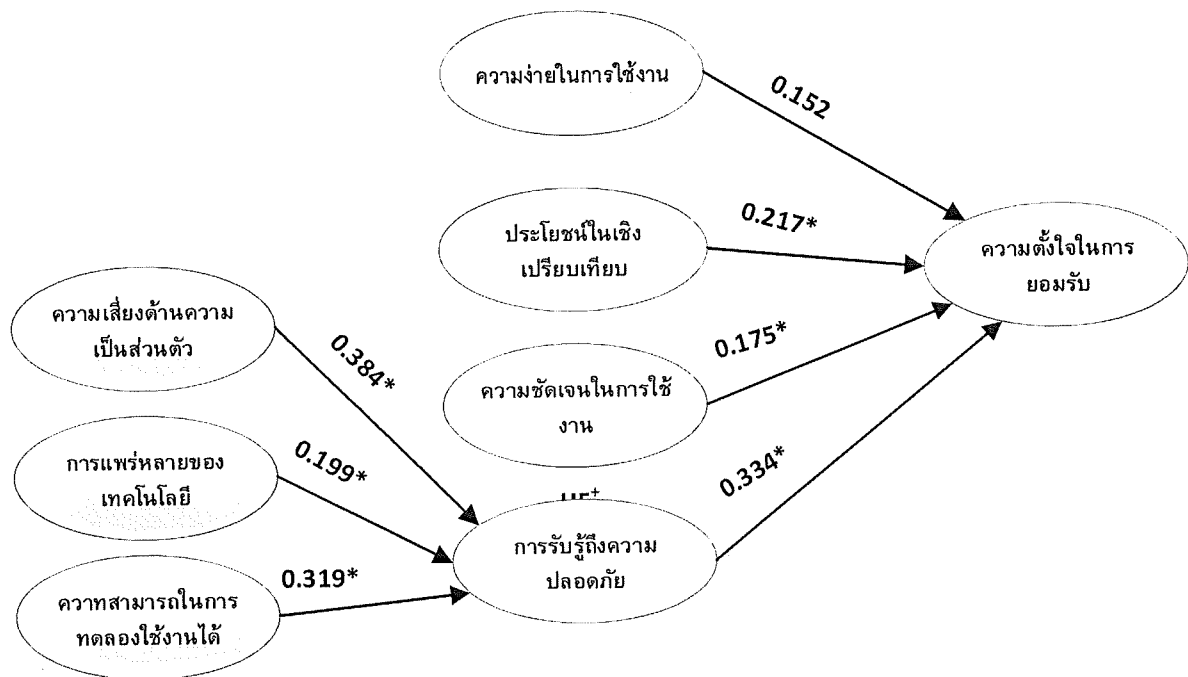 ความง่ายในการใช้งาน
0.152
ประโยชน์ในเชิง
เปรียบเทียบ
0.217*
ความตั้งใจในการ
ยอมรับ
ความเสี่ยงด้านความ
เป็นส่วนตัว
0.384*
ความชัดเจนในการใช้
งาน
0.175*
การแพร่หลายของ
เทคโนโลยี
0.199*
0.334*
การรับรู้ถึงความ
ปลอดภัย
ควาทสามารถในการ
ทดลองใช้งานได้
0.319*